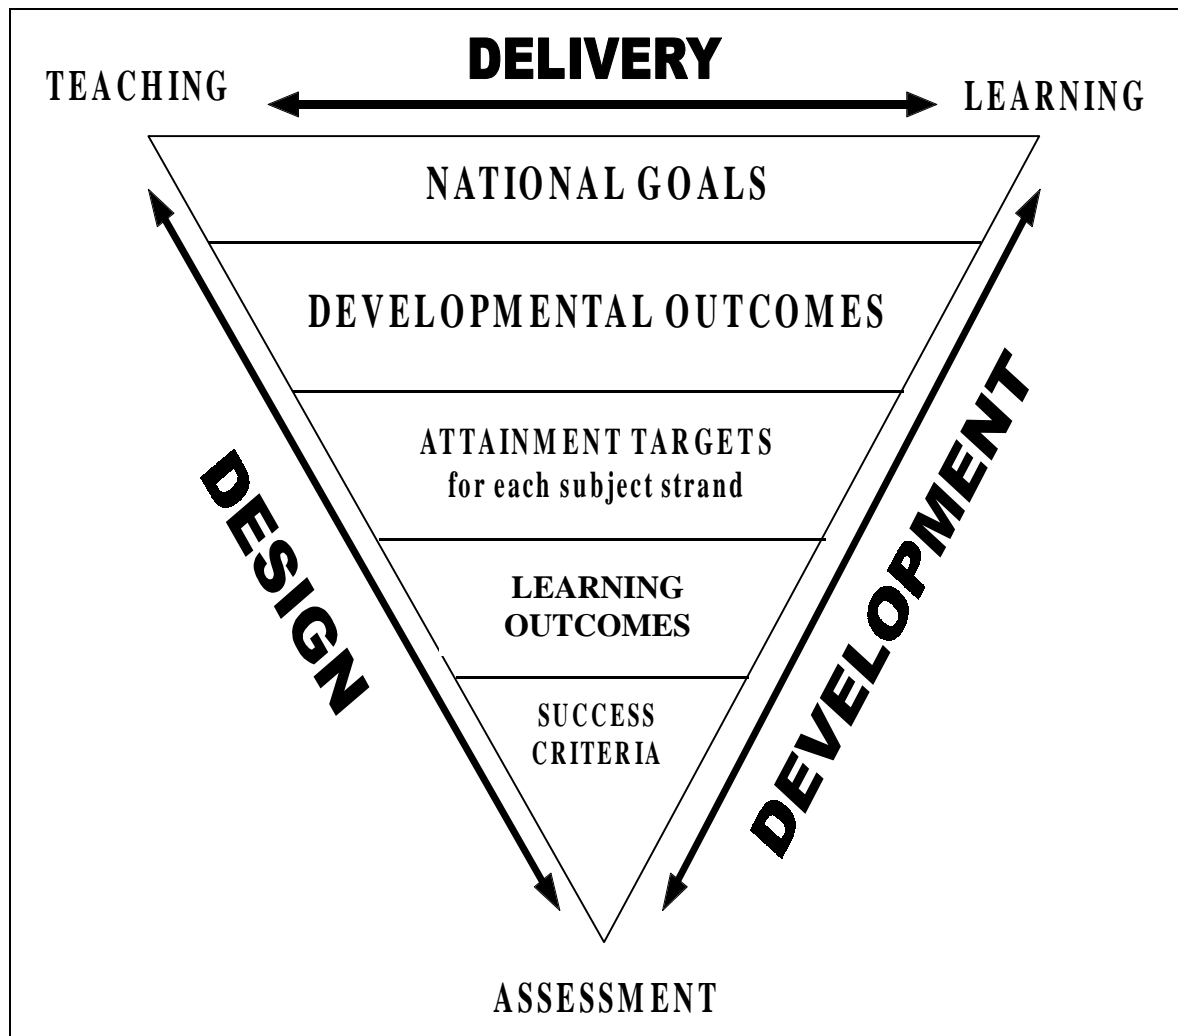 DELIVERY
TEACHING
LEARNING
NATIONAL GOALS
DEVELOPMENTAL OUTCOMES
ATTAINMENT TARGETS
for each subject strand
DESIGN
DEVELOPMENT
LEARNING
OUTCOMES
SUCCESS
CRITERIA
ASSESSMENT